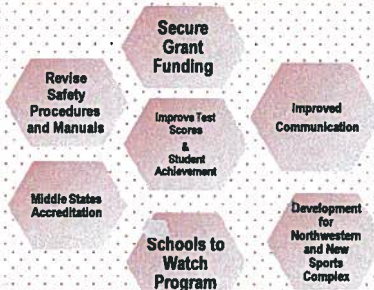 Secure
Grant
Funding
Revise
Safety
Procedures
and Manuals
Improve Test
Scores
&
Student
Achievement
Improved
Communication
Middle States
Accreditation
Schools to
Watch
Program
Development
for
Northwestern
and New
Sports
Complex